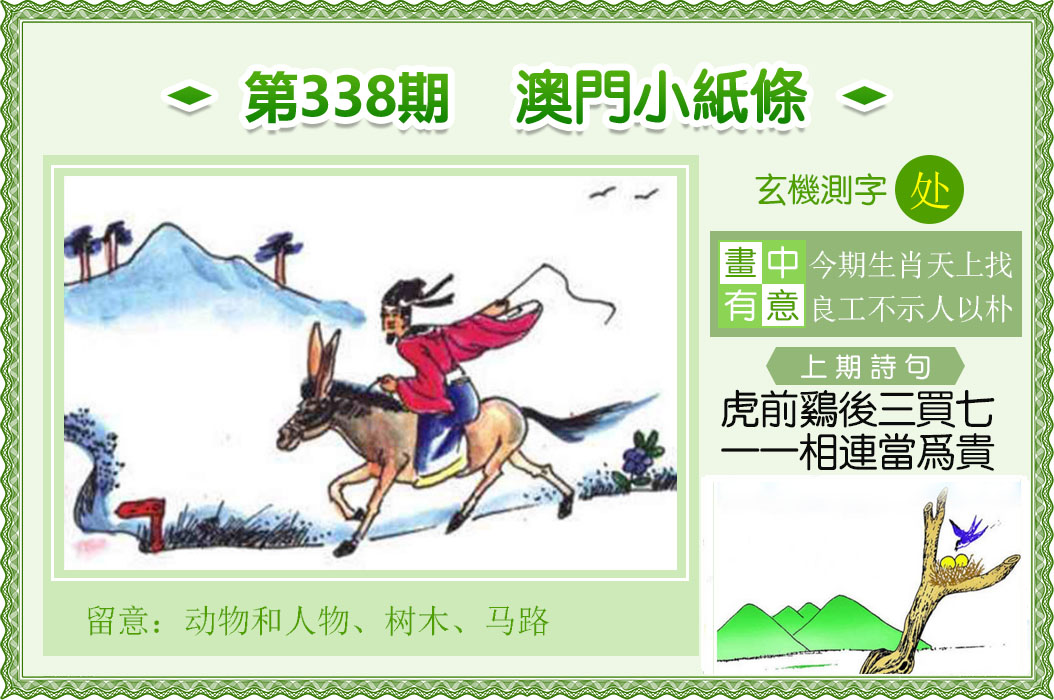 第338期 澳門小紙條
玄機測字 处
畫中有意
今期生肖天上找
良工不示人以朴
上期詩句
虎前鷄後三買七
一一相連當爲貴
留意：动物和人物、树木、马路